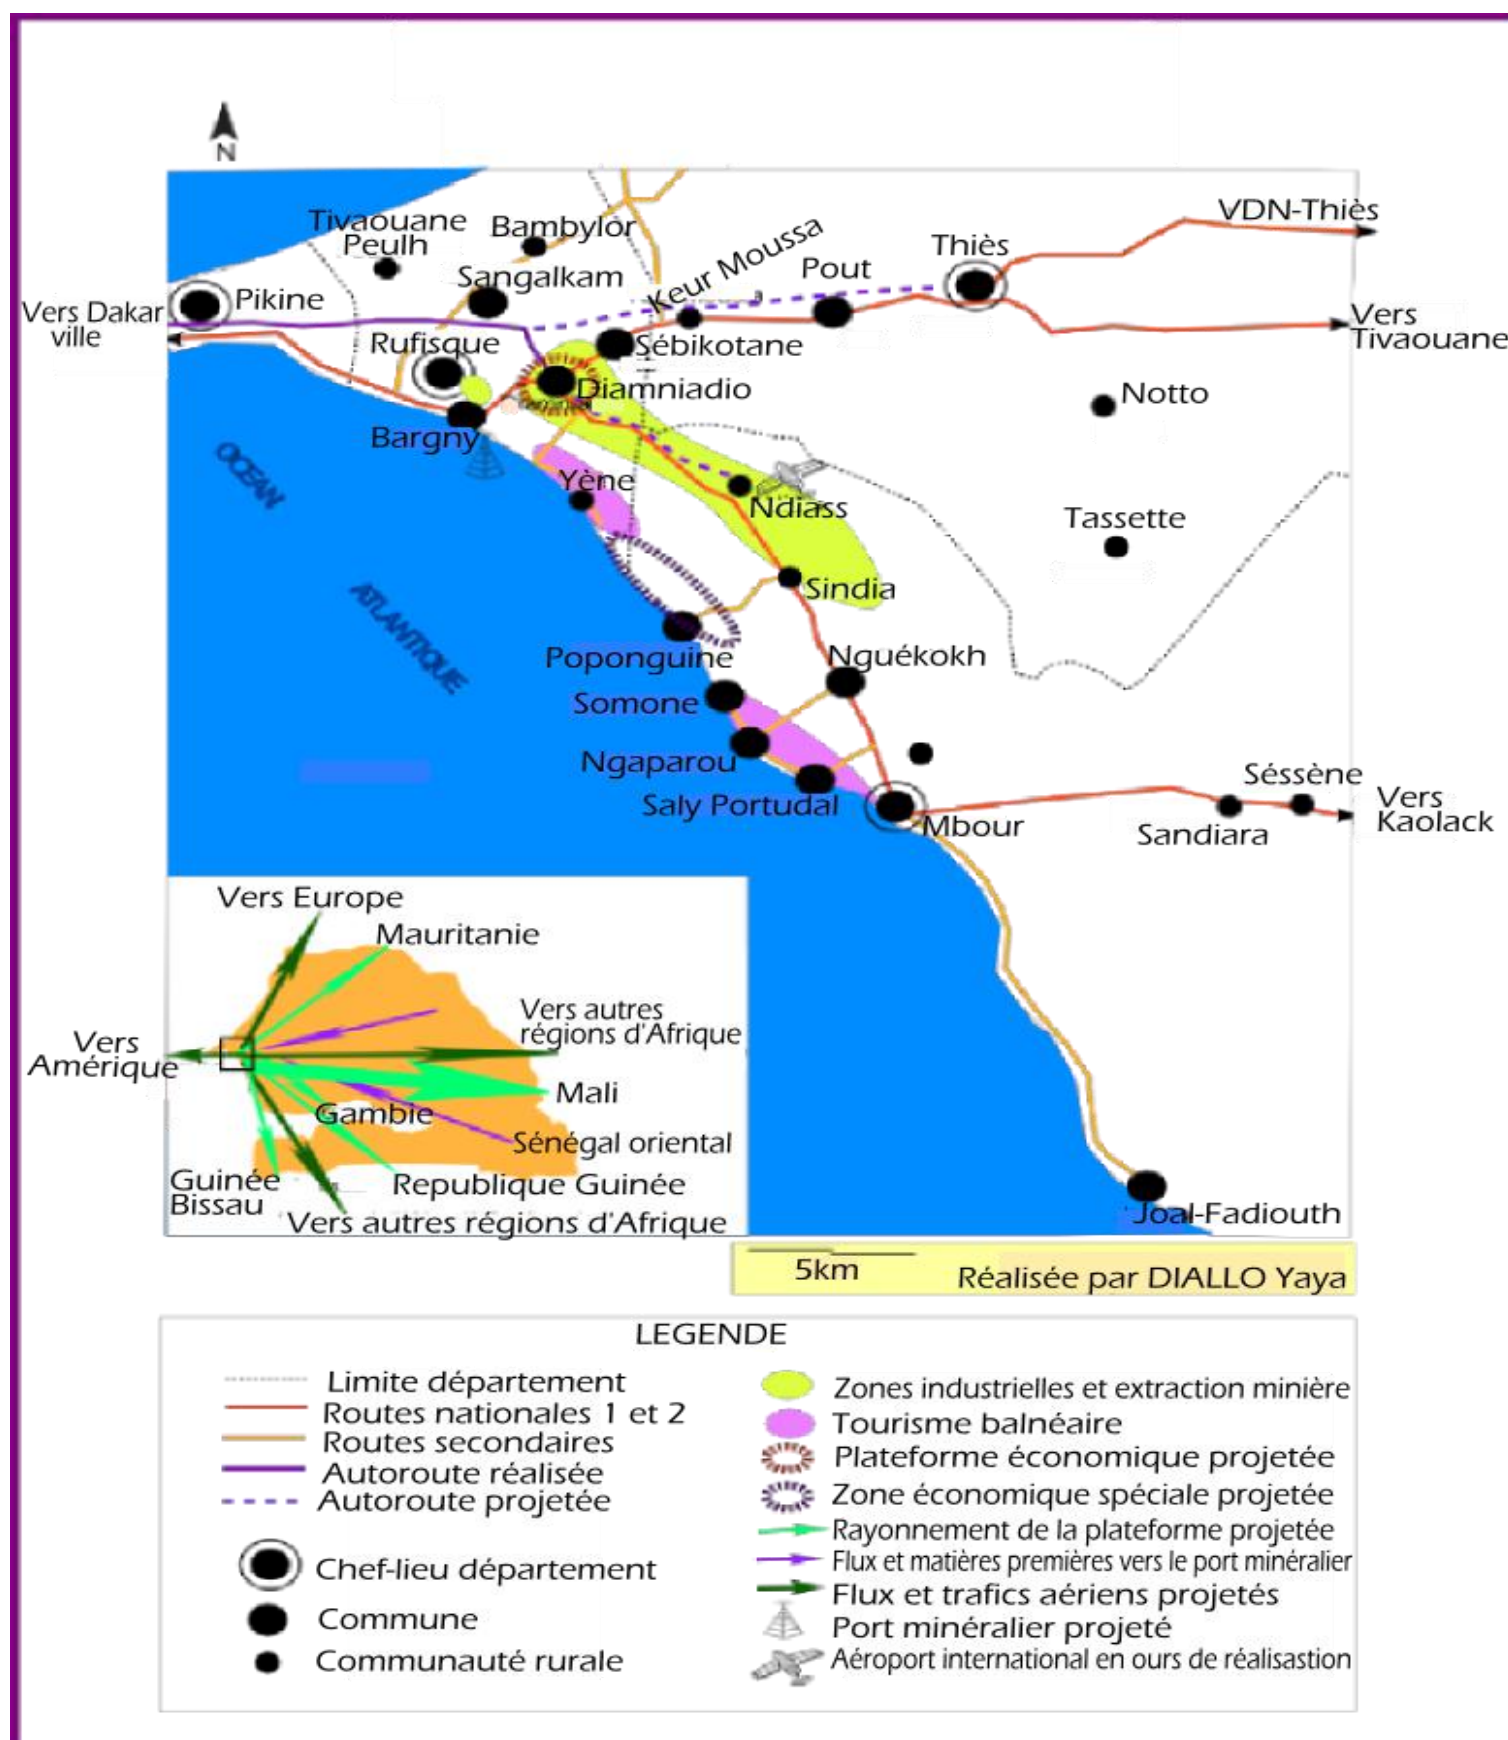 N
VDN-Thiès
Tivaouane
Peulh
Bambylor
Keur Moussa
Thiès
Sangalkam
Pout
Pikine
Vers Dakar
ville
Vers
Tivaouane
Rufisque
Sébikotane
Diamniadio
Notto
Bargny
OCEAN
Yène
Ndiass
Tassette
Sindia
ATLANTIQUE
Poponguine
Nguékokh
Somone
Ngaparou
Séssène
Saly Portudal
Vers
Kaolack
Mbour
Sandiara
Vers Europe
Mauritanie
Vers autres
régions d'Afrique
Vers
Amérique
Mali
Gambie
Sénégal oriental
Guinée
Bissau
Republique Guinée
Vers autres régions d'Afrique
Joal-Fadiouth
5km
Réalisée par DIALLO Yaya
LEGENDE
Limite département
Routes nationales 1 et 2
Routes secondaires
Autoroute réalisée
Autoroute projetée
Chef-lieu département
Commune
Communauté rurale
Zones industrielles et extraction minière
Tourisme balnéaire
Plateforme économique projetée
Zone économique spéciale projetée
Rayonnement de la plateforme projetée
Flux et matières premières vers le port minéralier
Flux et trafics aériens projetés
Port minéralier projeté
Aéroport international en ours de réalisastion